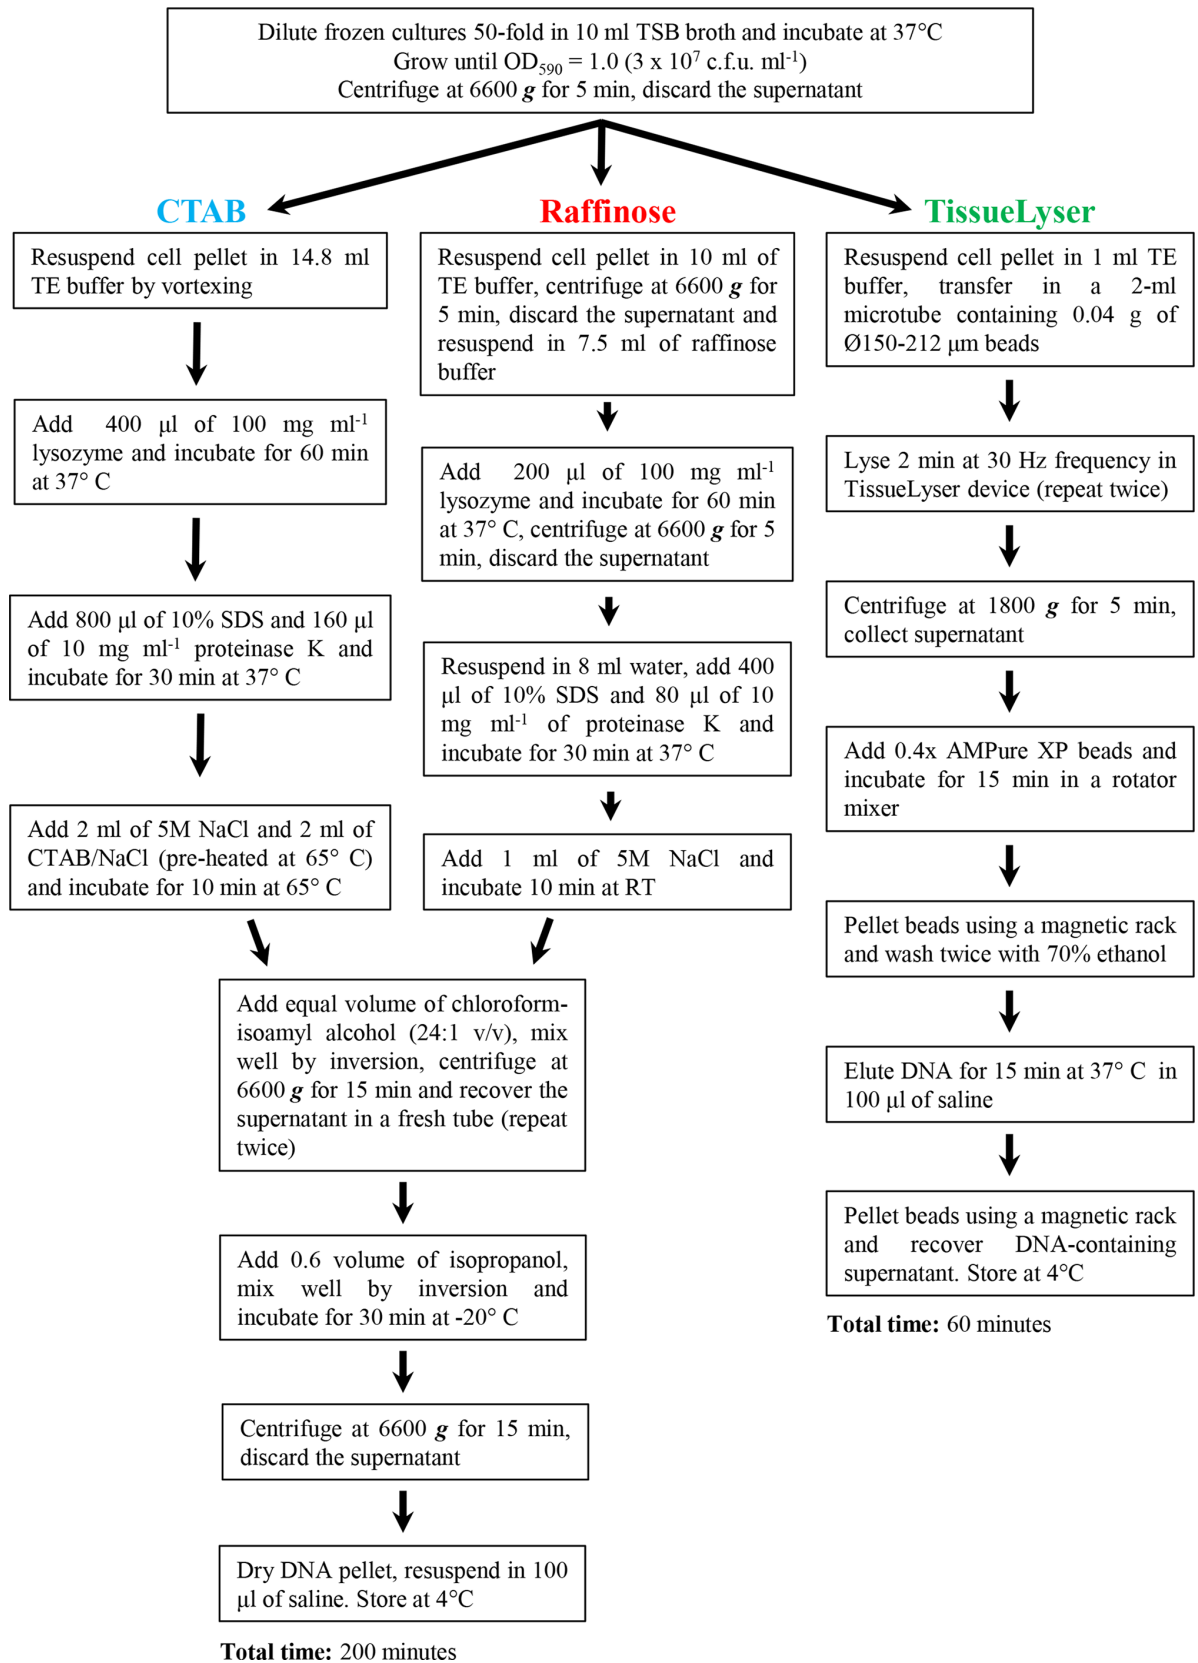 Dilute frozen cultures 50-fold in 10 ml TSB broth and incubate at 37°C
Grow until OD₅₉₀ = 1.0 (3 x 10⁷ c.f.u. ml⁻¹)
Centrifuge at 6600 g for 5 min, discard the supernatant
CTAB
Resuspend cell pellet in 14.8 ml
TE buffer by vortexing
Add 400 µl of 100 mg ml⁻¹
lysozyme and incubate for 60 min
at 37° C
Add 800 µl of 10% SDS and 160 µl
of 10 mg ml⁻¹ proteinase K and
incubate for 30 min at 37° C
Add 2 ml of 5M NaCl and 2 ml of
CTAB/NaCl (pre-heated at 65° C)
and incubate for 10 min at 65° C
Raffinose
Resuspend cell pellet in 10 ml of
TE buffer, centrifuge at 6600 g for
5 min, discard the supernatant and
resuspend in 7.5 ml of raffinose
buffer
Add 200 µl of 100 mg ml⁻¹
lysozyme and incubate for 60 min
at 37° C, centrifuge at 6600 g for 5
min, discard the supernatant
Resuspend in 8 ml water, add 400
µl of 10% SDS and 80 µl of 10
mg ml⁻¹ of proteinase K and
incubate for 30 min at 37° C
Add 1 ml of 5M NaCl and
incubate 10 min at RT
Add equal volume of chloroform-
isoamyl alcohol (24:1 v/v), mix
well by inversion, centrifuge at
6600 g for 15 min and recover the
supernatant in a fresh tube (repeat
twice)
Add 0.6 volume of isopropanol,
mix well by inversion and
incubate for 30 min at -20° C
Centrifuge at 6600 g for 15 min,
discard the supernatant
Dry DNA pellet, resuspend in 100
µl of saline. Store at 4°C
Total time: 200 minutes
TissueLyser
Resuspend cell pellet in 1 ml TE
buffer, transfer in a 2-ml
microtube containing 0.04 g of
Ø150-212 µm beads
Lyse 2 min at 30 Hz frequency in
TissueLyser device (repeat twice)
Centrifuge at 1800 g for 5 min,
collect supernatant
Add 0.4x AMPure XP beads and
incubate for 15 min in a rotator
mixer
Pellet beads using a magnetic rack
and wash twice with 70% ethanol
Elute DNA for 15 min at 37° C in
100 µl of saline
Pellet beads using a magnetic rack
and recover DNA-containing
supernatant. Store at 4°C
Total time: 60 minutes